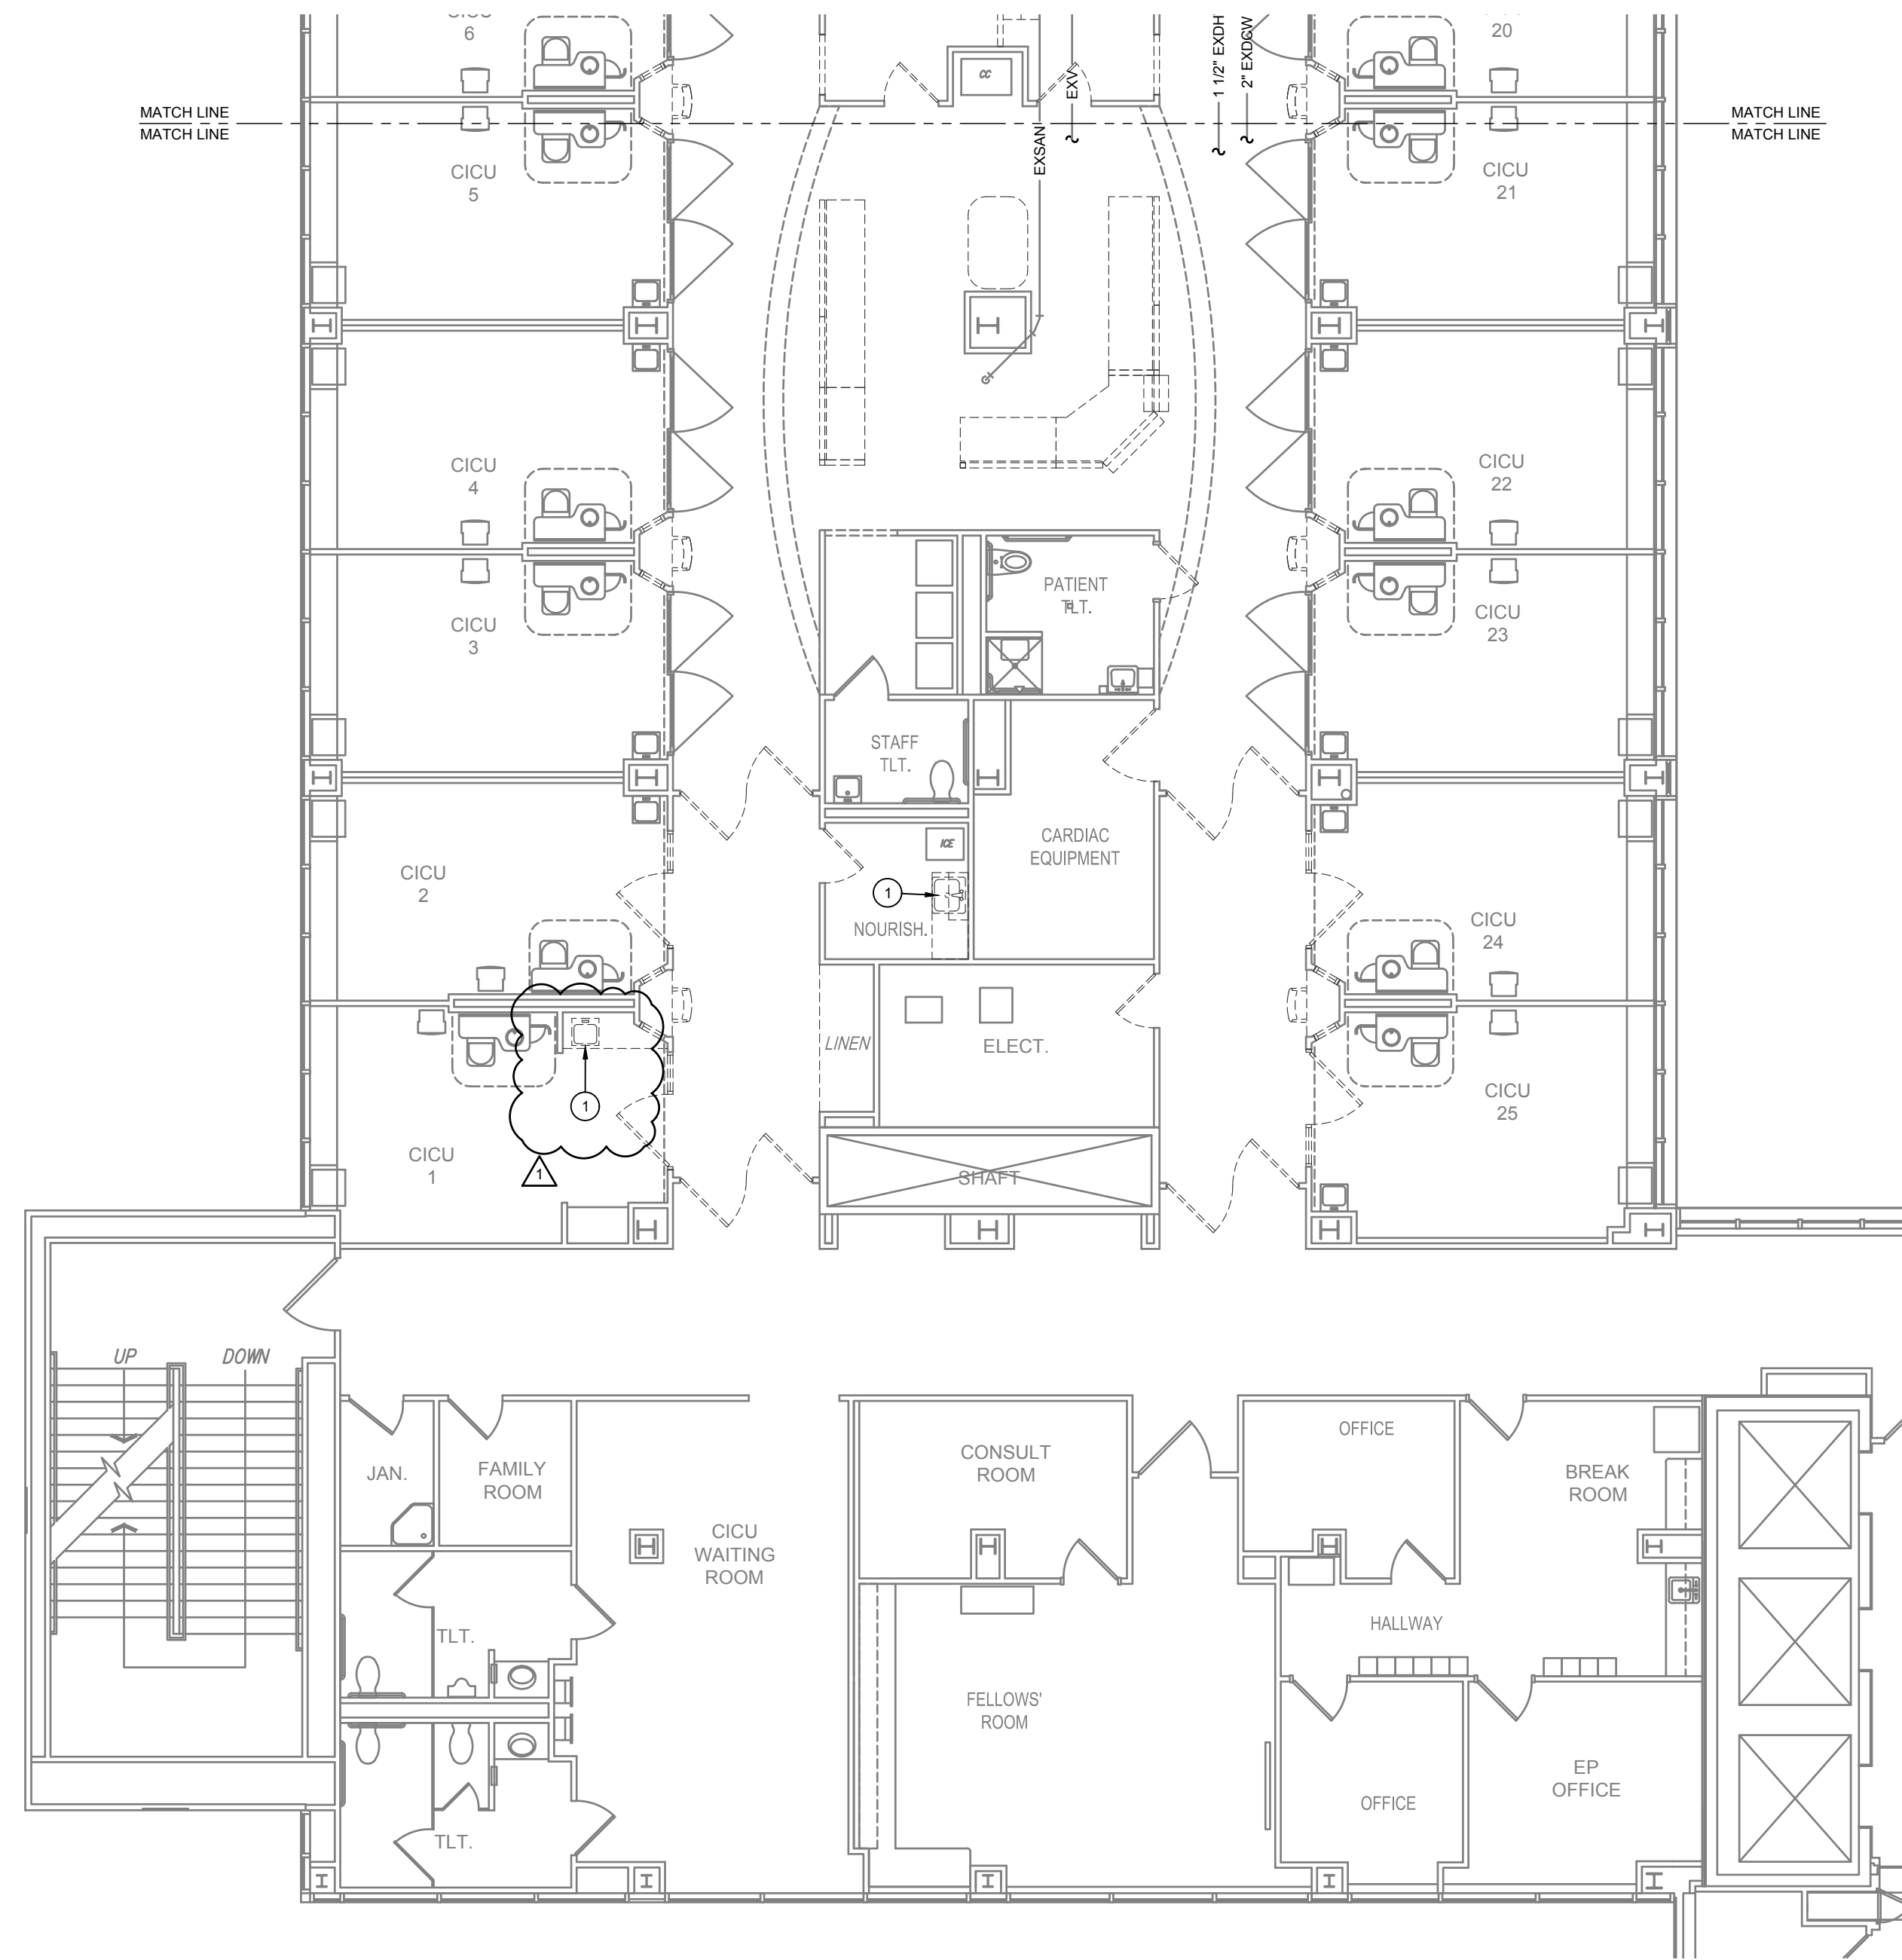 6
20
CC
EXV
1 1/2" EXDH
2" EXDCW
MATCH LINE
MATCH LINE
MATCH LINE
MATCH LINE
EXSAN
CICU
5
CICU
21
CICU
4
CICU
22
PATIENT
TLT.
CICU
3
CICU
23
STAFF
TLT.
CARDIAC
EQUIPMENT
ICE
CICU
2
1
NOURISH.
CICU
24
LINEN
ELECT.
1
CICU
25
CICU
1
1
SHAFT
UP
DOWN
JAN.
FAMILY
ROOM
CICU
WAITING
ROOM
CONSULT
ROOM
OFFICE
BREAK
ROOM
TLT.
HALLWAY
FELLOWS'
ROOM
EP
OFFICE
OFFICE
TLT.